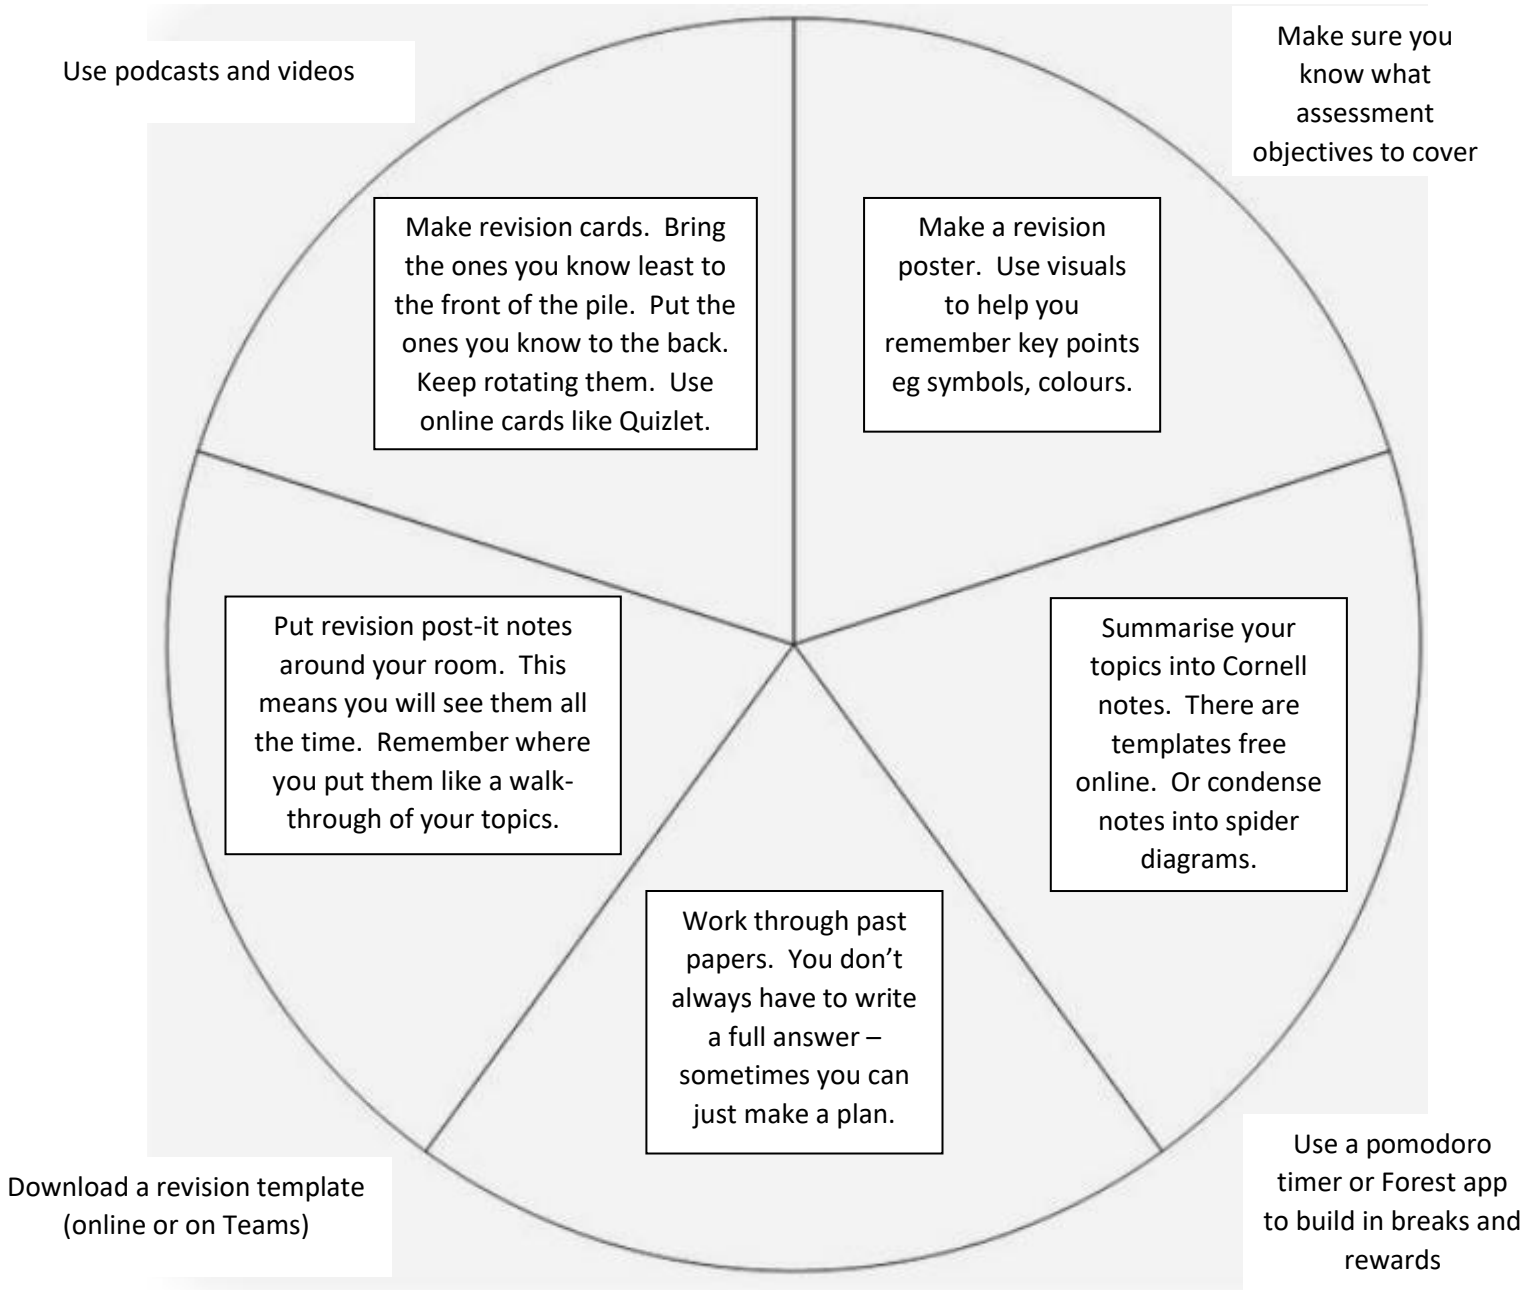 Use podcasts and videos
Make sure you
know what
assessment
objectives to cover
Make revision cards.  Bring
the ones you know least to
the front of the pile.  Put the
ones you know to the back.
Keep rotating them.  Use
online cards like Quizlet.
Make a revision
poster.  Use visuals
to help you
remember key points
eg symbols, colours.
Put revision post-it notes
around your room.  This
means you will see them all
the time.  Remember where
you put them like a walk-
through of your topics.
Summarise your
topics into Cornell
notes.  There are
templates free
online.  Or condense
notes into spider
diagrams.
Work through past
papers.  You don’t
always have to write
a full answer –
sometimes you can
just make a plan.
Download a revision template
(online or on Teams)
Use a pomodoro
timer or Forest app
to build in breaks and
rewards